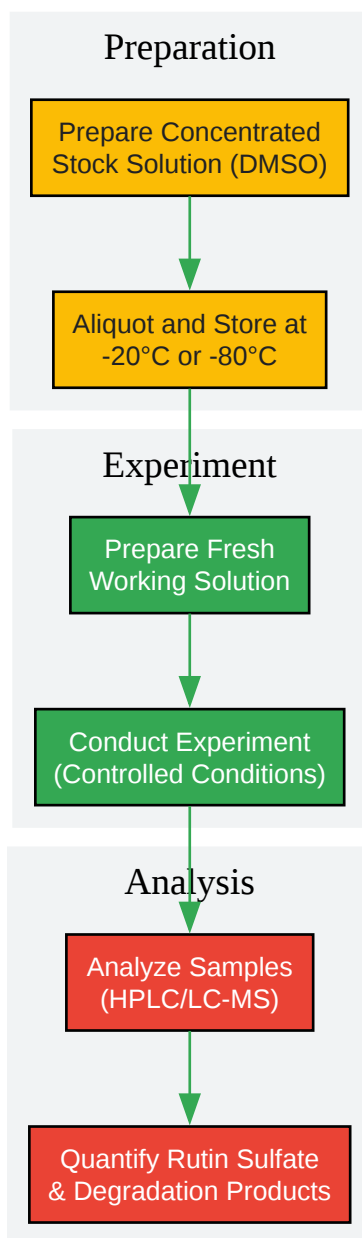 Preparation
Prepare Concentrated
Stock Solution (DMSO)
Aliquot and Store at
-20°C or -80°C
Experiment
Prepare Fresh
Working Solution
Conduct Experiment
(Controlled Conditions)
Analysis
Analyze Samples
(HPLC/LC-MS)
Quantify Rutin Sulfate
& Degradation Products